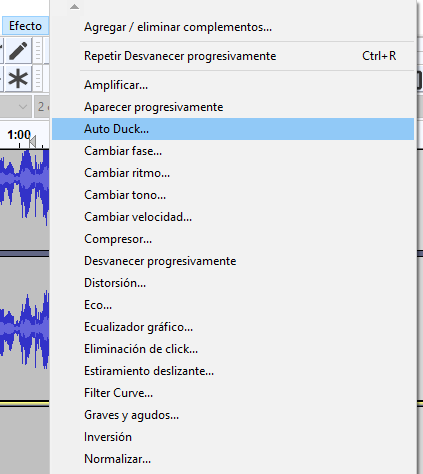 Efecto
Agregar / eliminar complementos...
Repetir Desvanecer progresivamente Ctrl+R
Amplificar...
Aparecer progresivamente
1:00
Auto Duck...
Cambiar fase...
Cambiar ritmo...
Cambiar tono...
Cambiar velocidad...
Compresor...
Desvanecer progresivamente
Distorsión...
Eco...
Ecualizador gráfico...
Eliminación de click...
Estiramiento deslizante...
Filter Curve...
Graves y agudos...
Inversión
Normalizar...